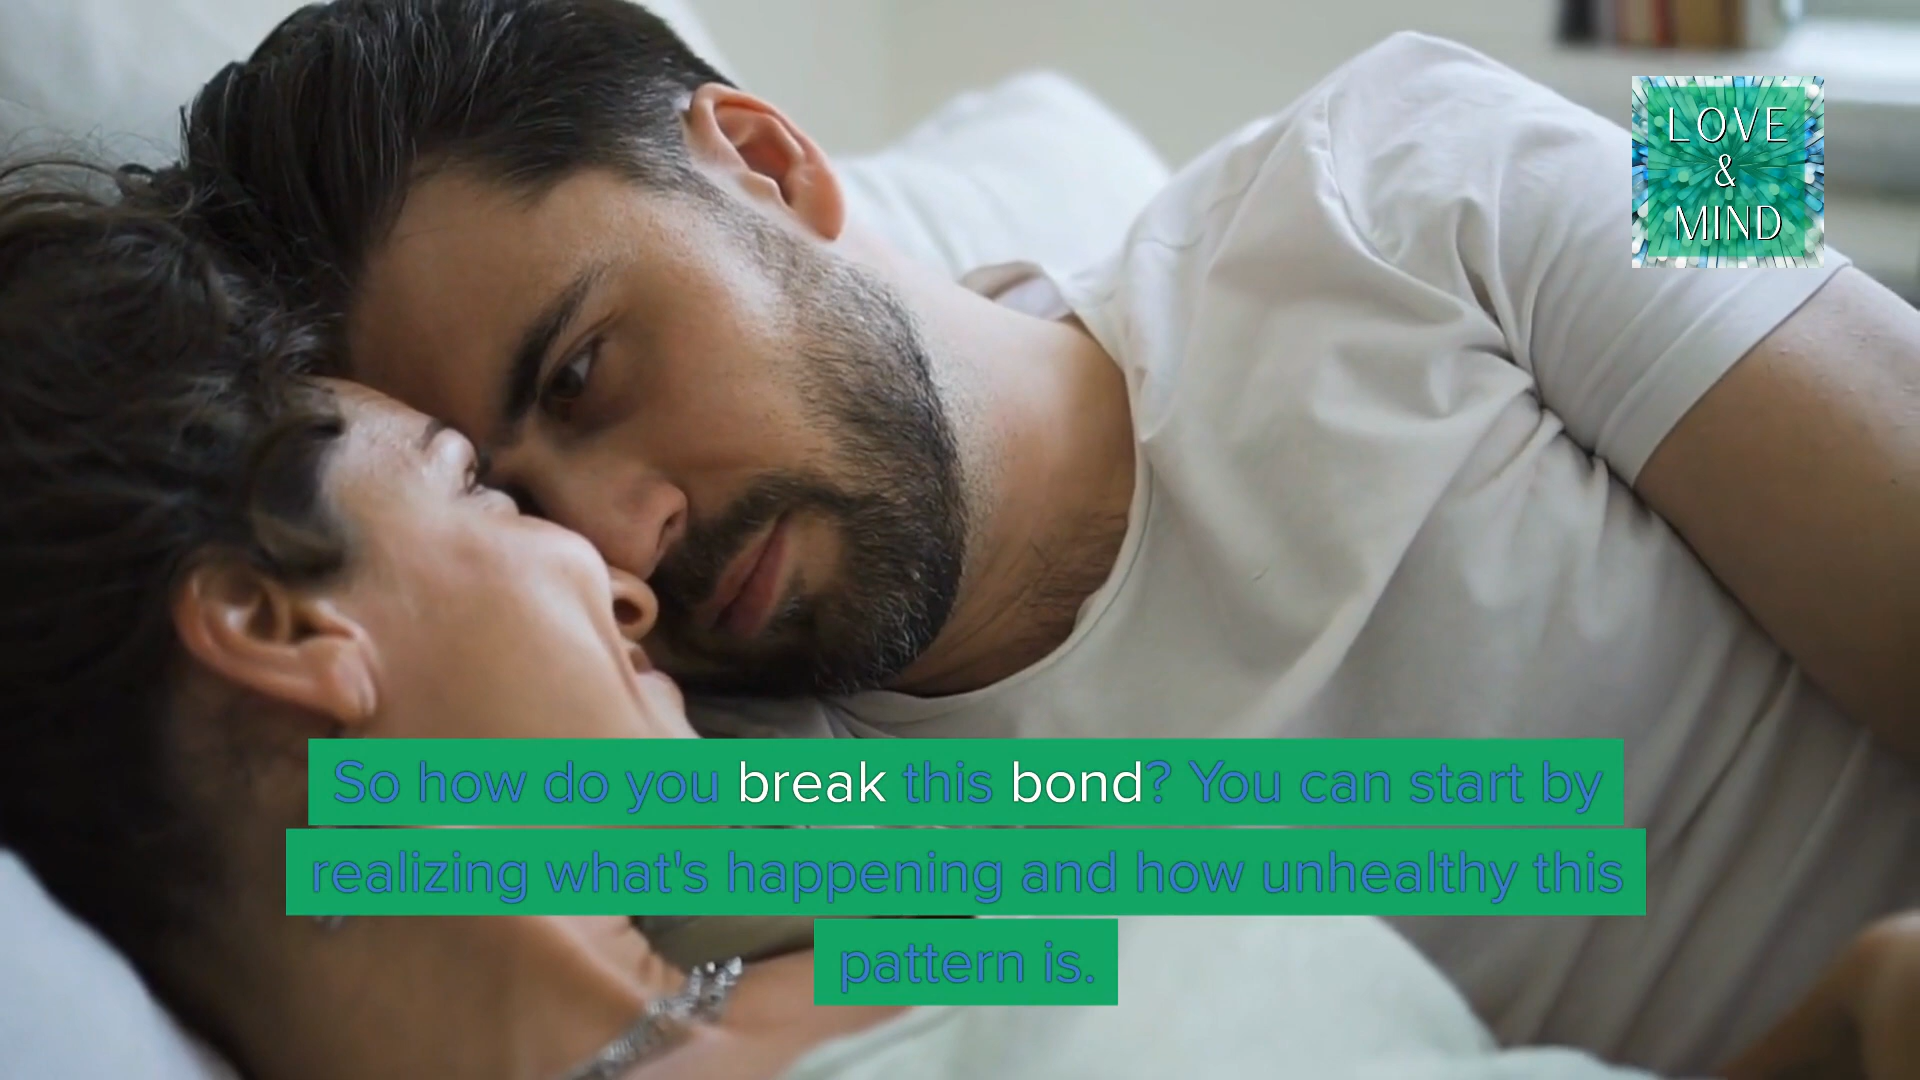 LOVE
&
MIND
So how do you break this bond? You can start by
realizing what's happening and how unhealthy this
pattern is.